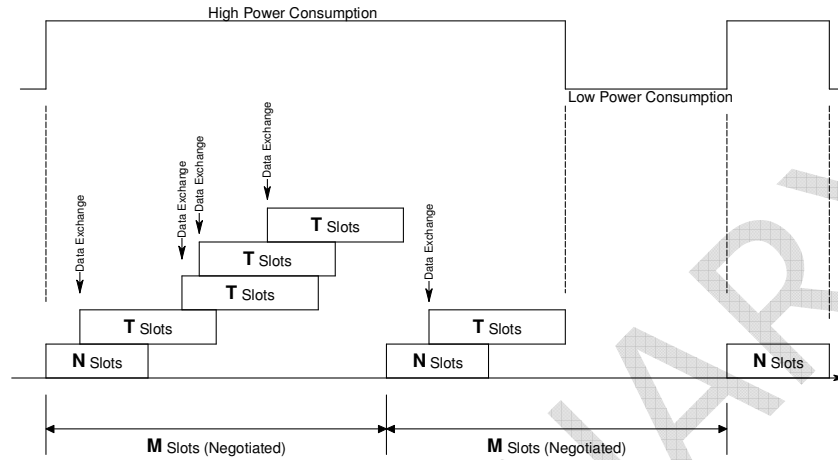 High Power Consumption
Low Power Consumption
Data Exchange
Data Exchange
Data Exchange
Data Exchange
Data Exchange
T Slots
T Slots
T Slots
T Slots
T Slots
N Slots
N Slots
N Slots
M Slots (Negotiated)
M Slots (Negotiated)